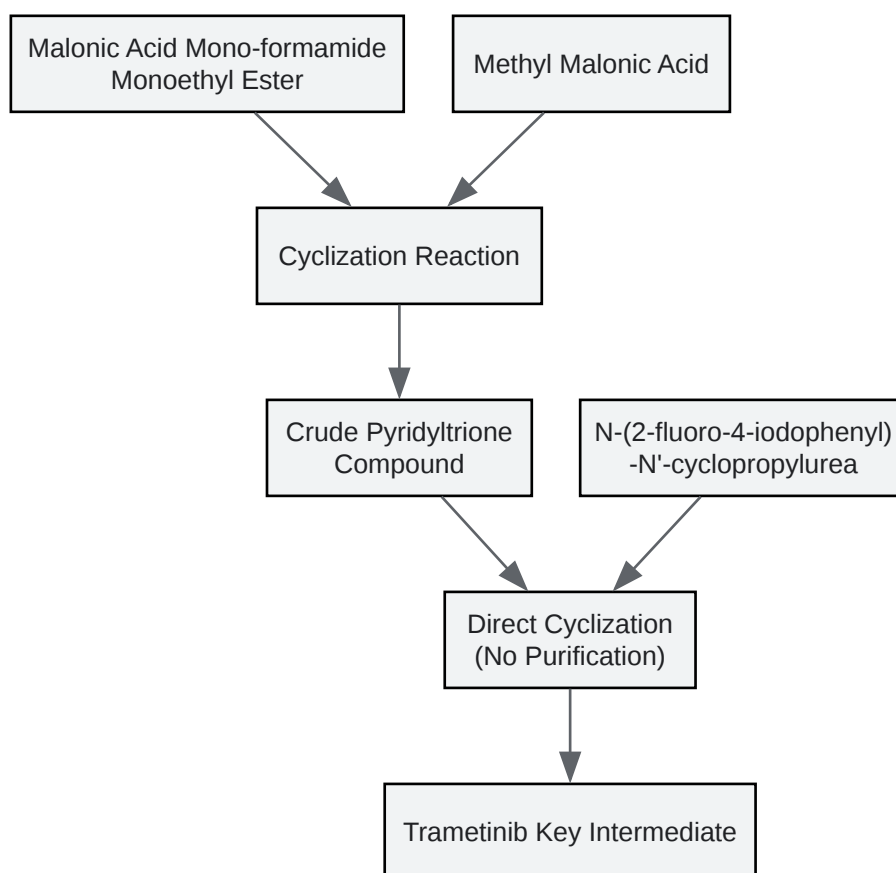 Malonic Acid Mono-formamide
Monoethyl Ester
Methyl Malonic Acid
Cyclization Reaction
Crude Pyridyltrione
Compound
N-(2-fluoro-4-iodophenyl)
-N'-cyclopropylurea
Direct Cyclization
(No Purification)
Trametinib Key Intermediate